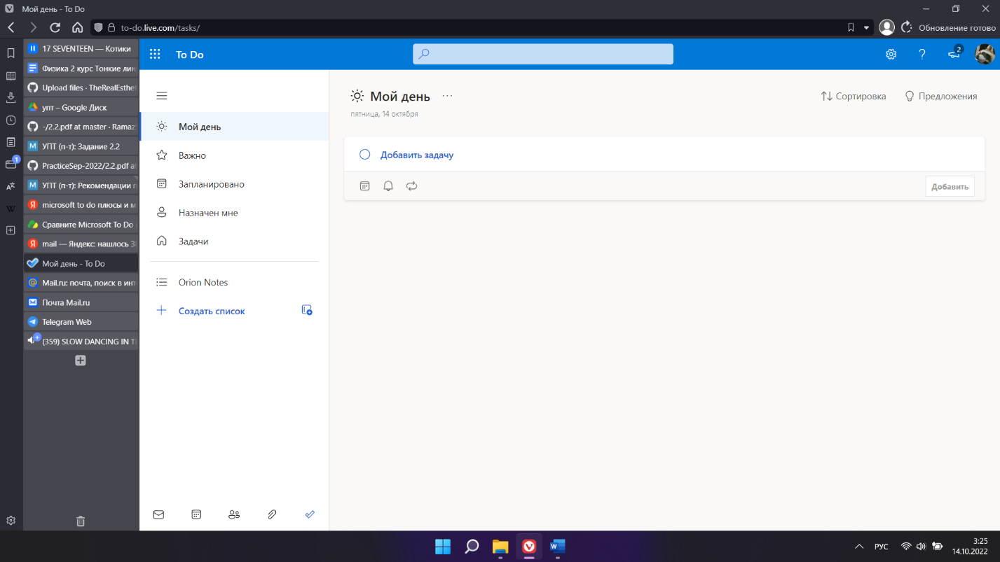 Мой день - To Do
to-do.live.com/tasks/
Обновление готово
17 SEVENTEEN — Котики
Физика 2 курс Тонкие лин
Upload files · TheRealEsthet
упт – Google Диск
-/2.2.pdf at master · Ramaz
УПТ (п-т): Задание 2.2
PracticeSep-2022/2.2.pdf at
1
УПТ (п-т): Рекомендации п
microsoft to do плюсы и м
Сравните Microsoft To Do
mail — Яндекс: нашлось 38
Мой день - To Do
Mail.ru: почта, поиск в инт
Почта Mail.ru
Telegram Web
(359) SLOW DANCING IN T
To Do
2
Мой день
Важно
Запланировано
Назначен мне
Задачи
Orion Notes
Создать список
Мой день
пятница, 14 октября
Сортировка
Предложения
Добавить задачу
Добавить
РУС
3:25
14.10.2022